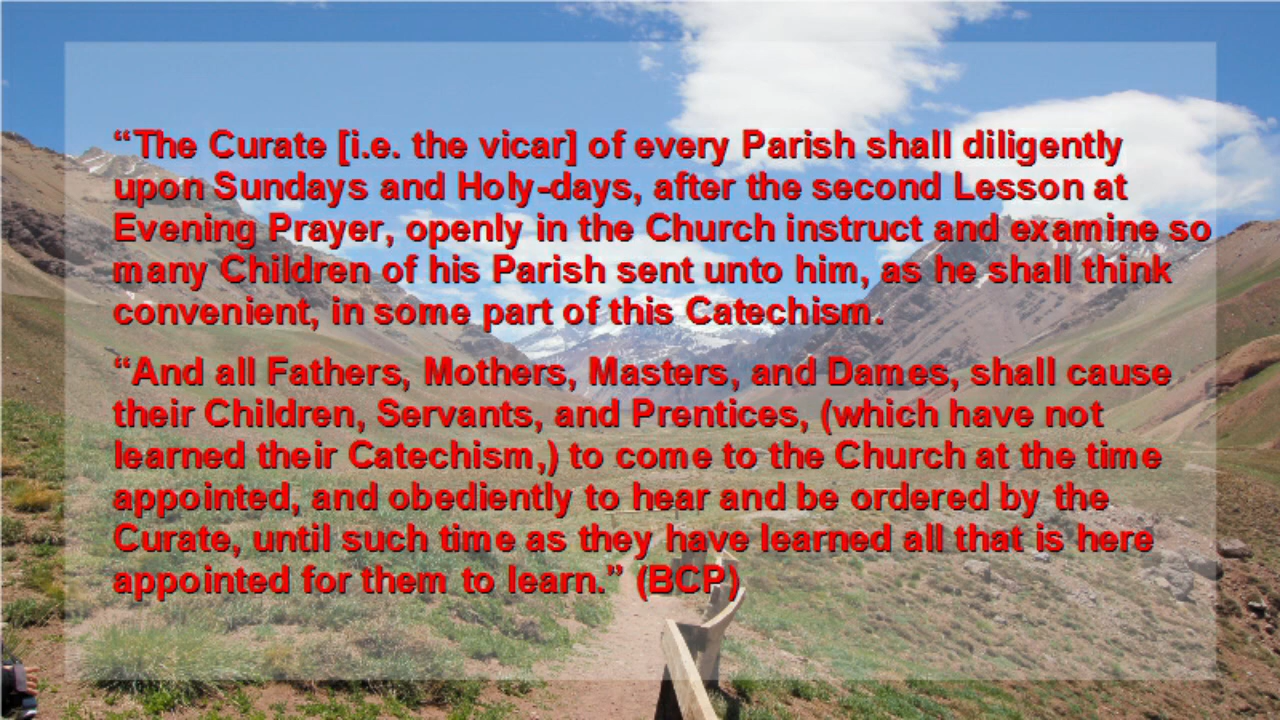 “The Curate [i.e. the vicar] of every Parish shall diligently
upon Sundays and Holy-days, after the second Lesson at
Evening Prayer, openly in the Church instruct and examine so
many Children of his Parish sent unto him, as he shall think
convenient, in some part of this Catechism.
“And all Fathers, Mothers, Masters, and Dames, shall cause
their Children, Servants, and Prentices, (which have not
learned their Catechism,) to come to the Church at the time
appointed, and obediently to hear and be ordered by the
Curate, until such time as they have learned all that is here
appointed for them to learn.” (BCP)